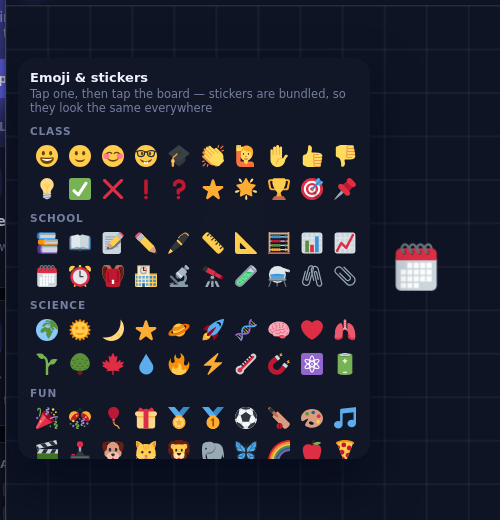 Emoji & stickers
Tap one, then tap the board — stickers are bundled, so
they look the same everywhere
CLASS
SCHOOL
SCIENCE
FUN